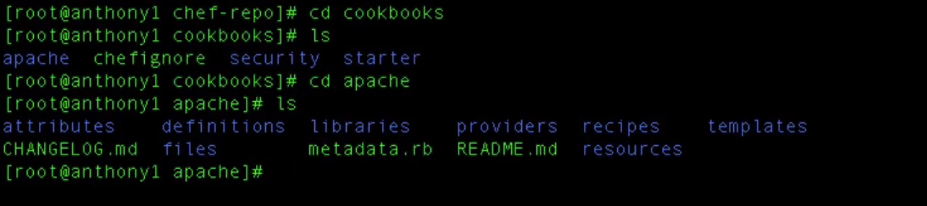 [root@anthony1 chef-repo]# cd cookbooks
[root@anthony1 cookbooks]# ls
apache  chefignore  security  starter
[root@anthony1 cookbooks]# cd apache
[root@anthony1 apache]# ls
attributes    definitions  libraries    providers  recipes    templates
CHANGELOG.md  files        metadata.rb  README.md  resources
[root@anthony1 apache]#